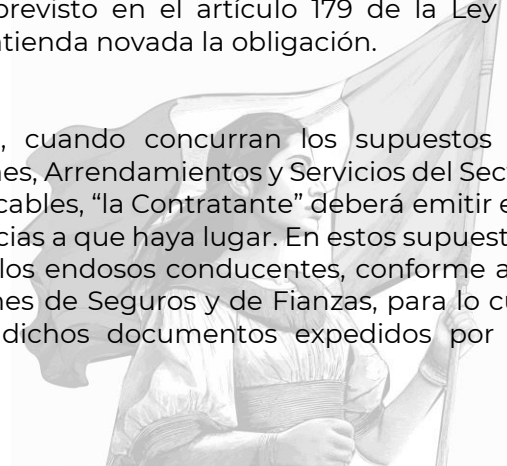 previsto en el artículo 179 de la Ley
tienda novada la obligación.
, cuando concurran los supuestos
nes, Arrendamientos y Servicios del Sec
cables, “la Contratante” deberá emitir e
cias a que haya lugar. En estos supuest
los endosos conducentes, conforme a
nes de Seguros y de Fianzas, para lo cu
dichos documentos expedidos por